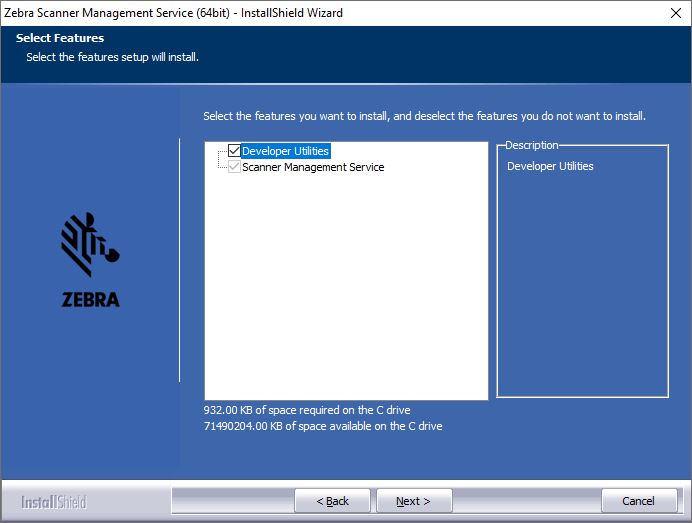 Zebra Scanner Management Service (64bit) - InstallShield Wizard
Select Features
Select the features setup will install.
Select the features you want to install, and deselect the features you do not want to install.
Developer Utilities
Scanner Management Service
Description
Developer Utilities
ZEBRA
932.00 KB of space required on the C drive
71490204.00 KB of space available on the C drive
InstallShield
< Back
Next >
Cancel